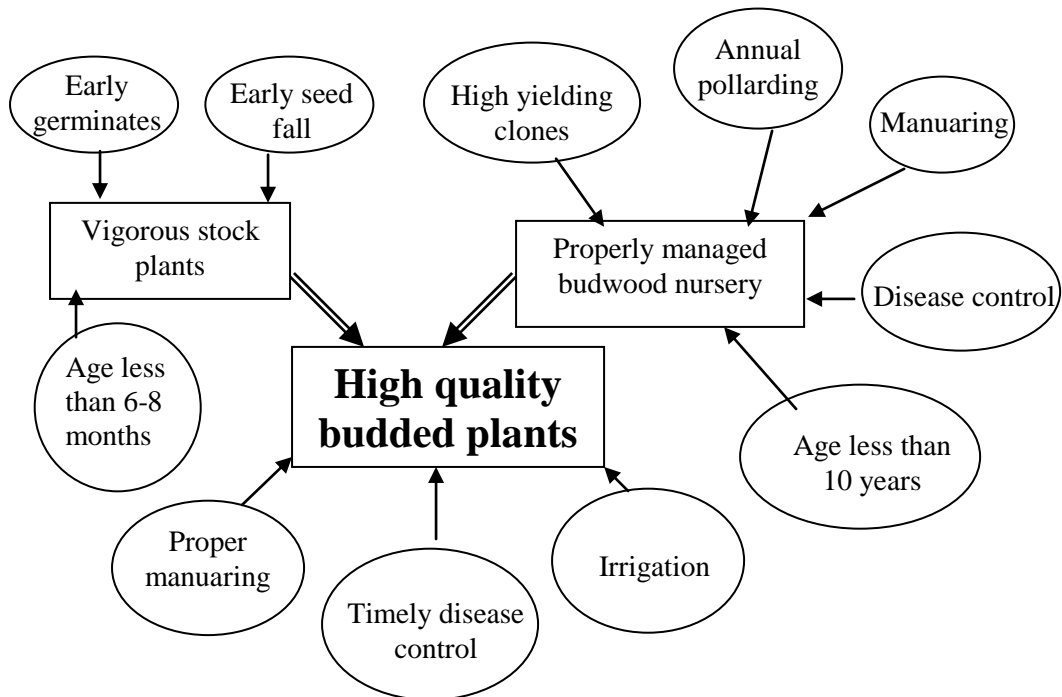 Early
germinates
Early seed
fall
High yielding
clones
Annual
pollarding
Manuaring
Vigorous stock
plants
Properly managed
budwood nursery
Disease control
Age less
than 6-8
months
High quality
budded plants
Age less than
10 years
Proper
manuaring
Timely disease
control
Irrigation